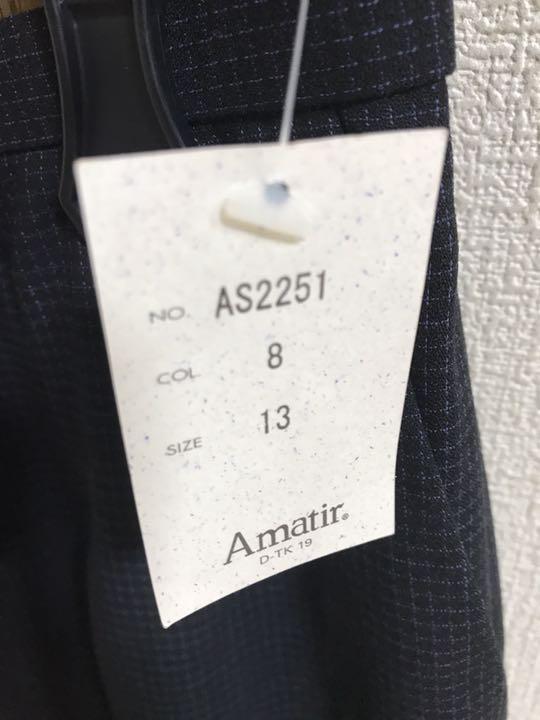 NO. AS2251
COL 8
SIZE 13
Amatir®
D-TK 19